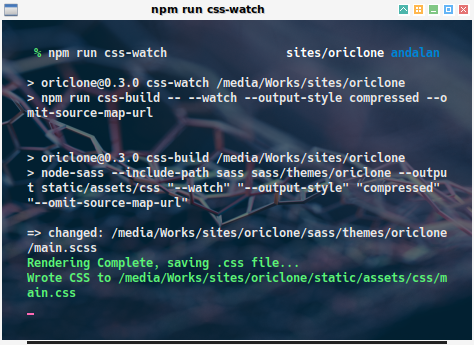 npm run css-watch
% npm run css-watch sites/oriclone andalan
> oriclone@0.3.0 css-watch /media/Works/sites/oriclone
> npm run css-build -- --watch --output-style compressed --o
mit-source-map-url
> oriclone@0.3.0 css-build /media/Works/sites/oriclone
> node-sass --include-path sass sass/themes/oriclone --outpu
t static/assets/css "--watch" "--output-style" "compressed"
"--omit-source-map-url"
=> changed: /media/Works/sites/oriclone/sass/themes/oriclone
/main.scss
Rendering Complete, saving .css file...
Wrote CSS to /media/Works/sites/oriclone/static/assets/css/m
ain.css